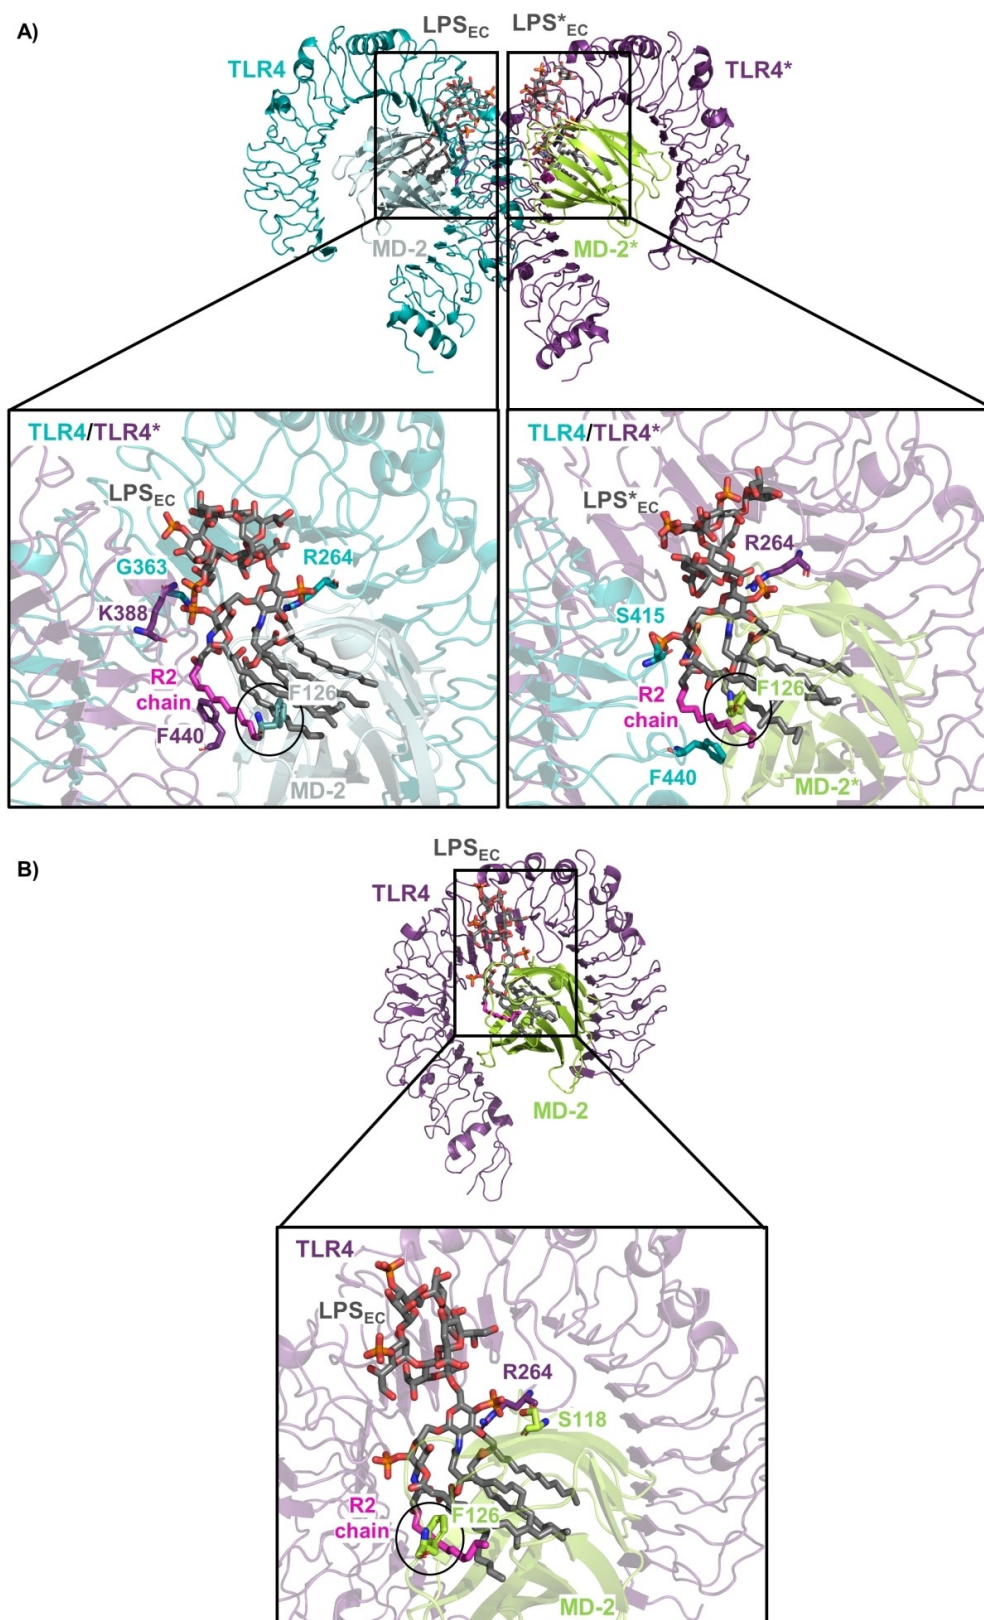 A)
LPSEC
LPS*EC
TLR4
TLR4*
MD-2
MD-2*
TLR4/TLR4*
LPSEC
G363
R264
K388
R2
chain
F126
F440
MD-2
TLR4/TLR4*
LPS*EC
R264
S415
R2
chain
F126
F440
MD-2*
B)
LPSEC
TLR4
MD-2
TLR4
LPSEC
R264
S118
R2
chain
F126
MD-2